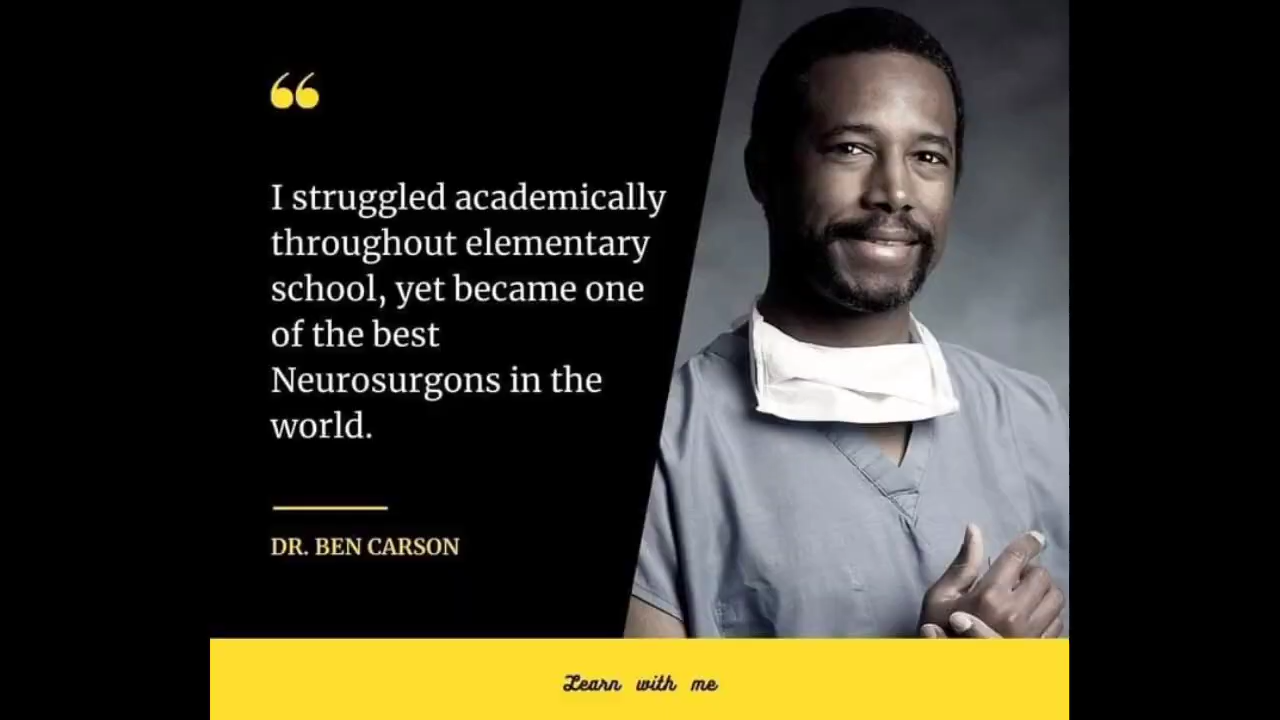 “
I struggled academically
throughout elementary
school, yet became one
of the best
Neurosurgons in the
world.
DR. BEN CARSON
Learn with me